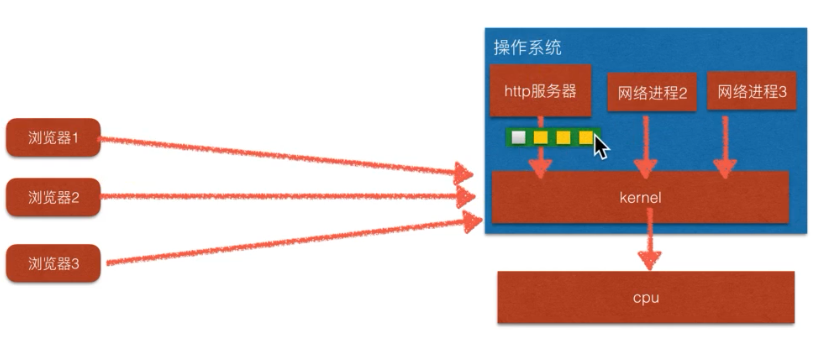 操作系统
http服务器
网络进程2
网络进程3
浏览器1
浏览器2
浏览器3
kernel
cpu